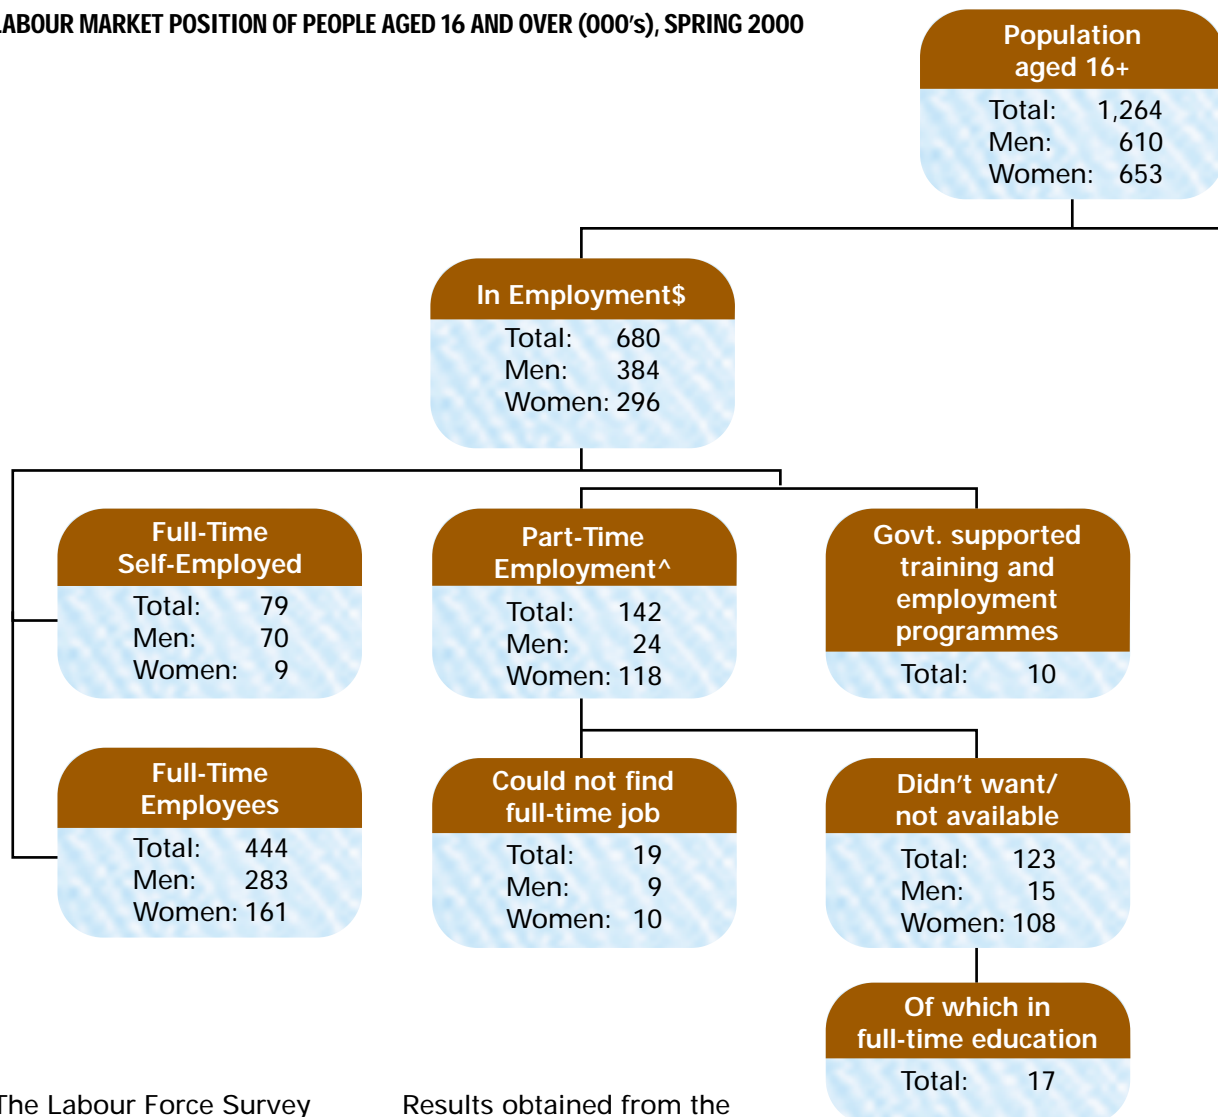 LABOUR MARKET POSITION OF PEOPLE AGED 16 AND OVER (000's), SPRING 2000
Population
aged 16+
Total: 1,264
Men: 610
Women: 653
In Employment$
Total: 680
Men: 384
Women: 296
Full-Time
Self-Employed
Total: 79
Men: 70
Women: 9
Part-Time
Employment^
Total: 142
Men: 24
Women: 118
Govt. supported
training and
employment
programmes
Total: 10
Full-Time
Employees
Total: 444
Men: 283
Women: 161
Could not find
full-time job
Total: 19
Men: 9
Women: 10
Didn't want/
not available
Total: 123
Men: 15
Women: 108
Of which in
full-time education
Total: 17
The Labour Force Survey
Results obtained from the